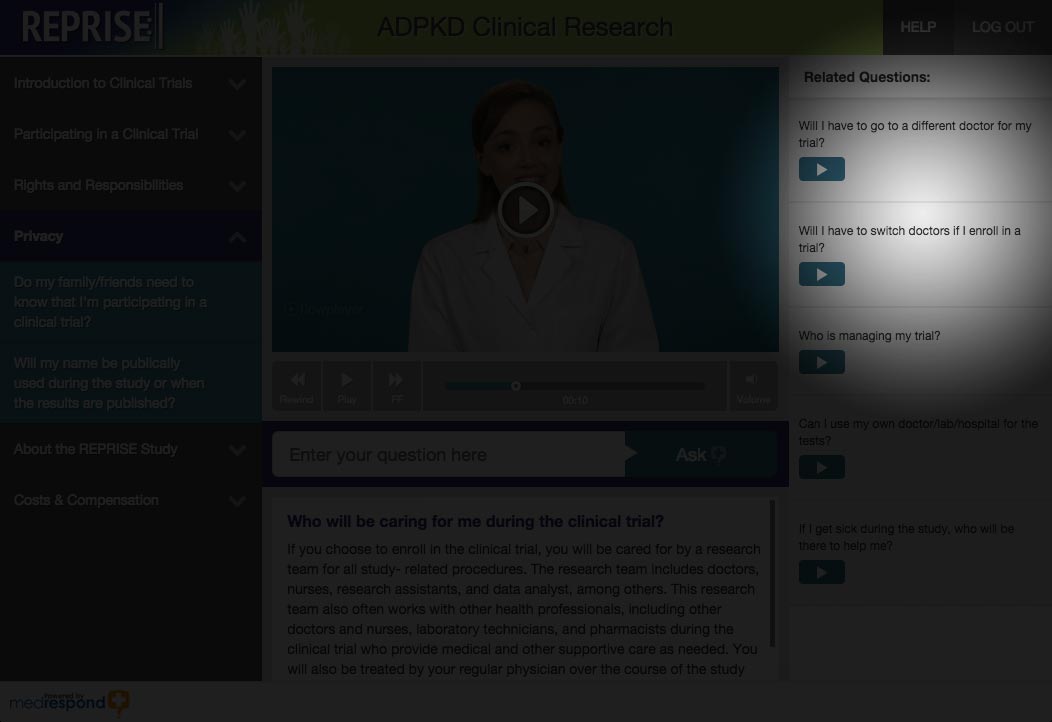 REPRISE
ADPKD Clinical Research
HELP
LOG OUT
Introduction to Clinical Trials
Participating in a Clinical Trial
Rights and Responsibilities
Privacy
Do my family/friends need to
know that I'm participating in a
clinical trial?
Will my name be publically
used during the study or when
the results are published?
About the REPRISE Study
Costs & Compensation
flowplayer
Rewind
Play
FF
00:10
Volume
Enter your question here
Ask
Who will be caring for me during the clinical trial?
If you choose to enroll in the clinical trial, you will be cared for by a research
team for all study- related procedures. The research team includes doctors,
nurses, research assistants, and data analyst, among others. This research
team also often works with other health professionals, including other
doctors and nurses, laboratory technicians, and pharmacists during the
clinical trial who provide medical and other supportive care as needed. You
will also be treated by your regular physician over the course of the study
Related Questions:
Will I have to go to a different doctor for my
trial?
Will I have to switch doctors if I enroll in a
trial?
Who is managing my trial?
Can I use my own doctor/lab/hospital for the
tests?
If I get sick during the study, who will be
there to help me?
Powered by
medrespond